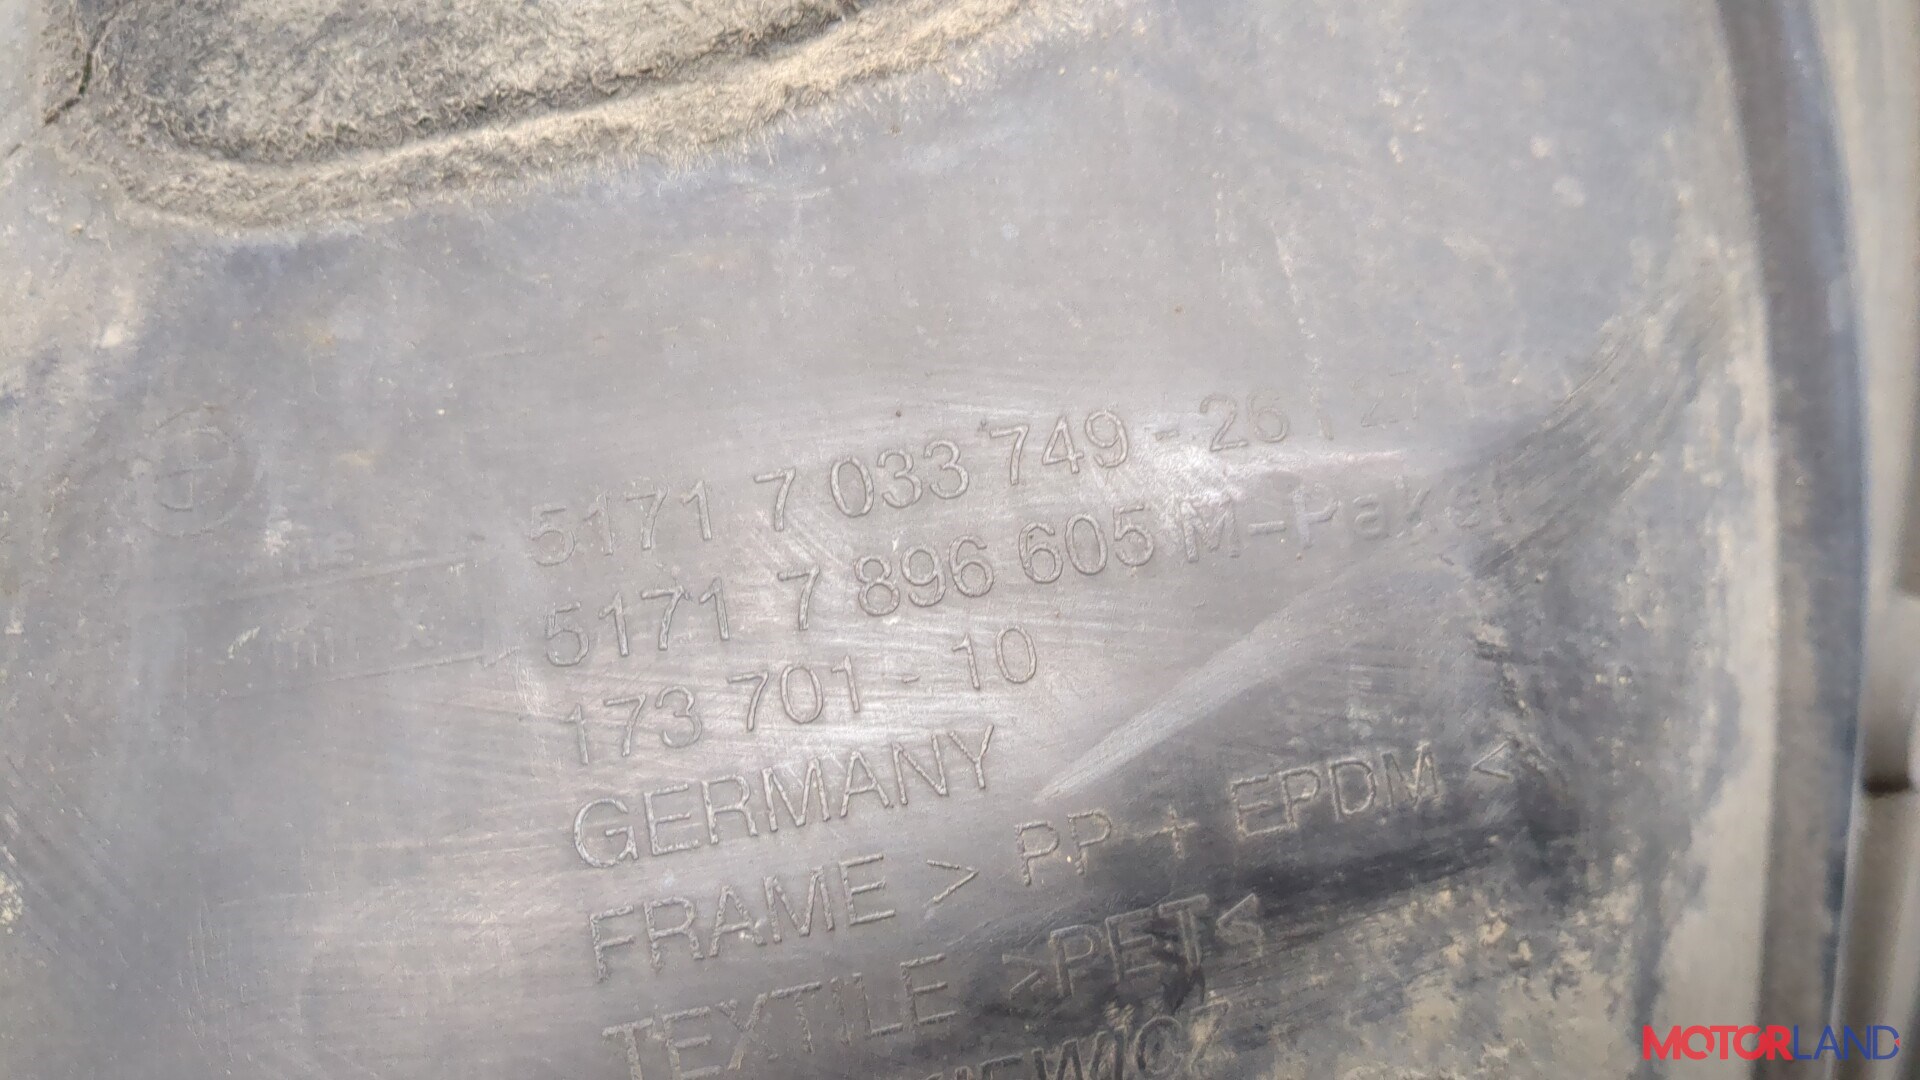 5171 7 033 749 - 26
5171 7 896 605 M-Paket
173 701 - 10
GERMANY
FRAME > PP + EPDM <
TEXTILE >PET<
MOTORLAND